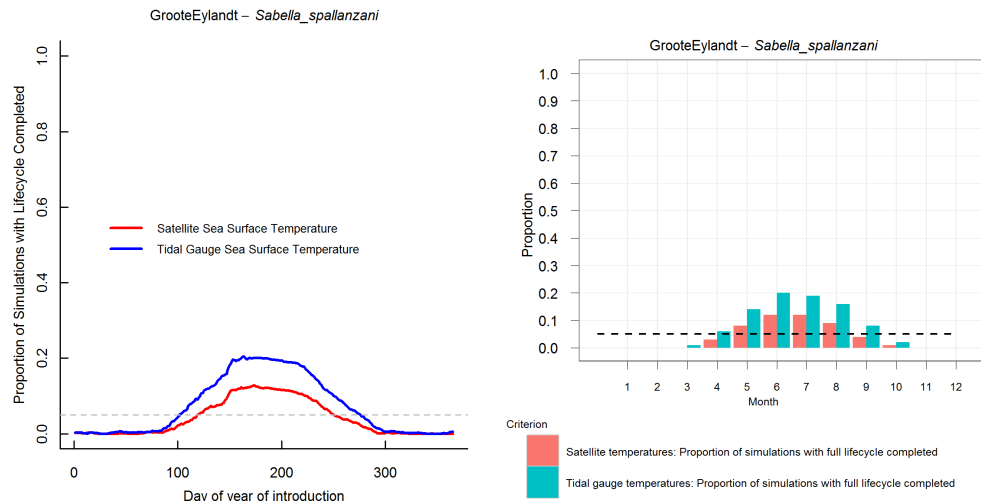 GrooteEylandt – Sabella_spallanzani
Proportion of Simulations with Lifecycle Completed
1.0
0.8
0.6
0.4
0.2
0.0
Satellite Sea Surface Temperature
Tidal Gauge Sea Surface Temperature
0 100 200 300
Day of year of introduction
GrooteEylandt – Sabella_spallanzani
Proportion
1.0
0.9
0.8
0.7
0.6
0.5
0.4
0.3
0.2
0.1
0.0
1 2 3 4 5 6 7 8 9 10 11 12
Month
Criterion
Satellite temperatures: Proportion of simulations with full lifecycle completed
Tidal gauge temperatures: Proportion of simulations with full lifecycle completed